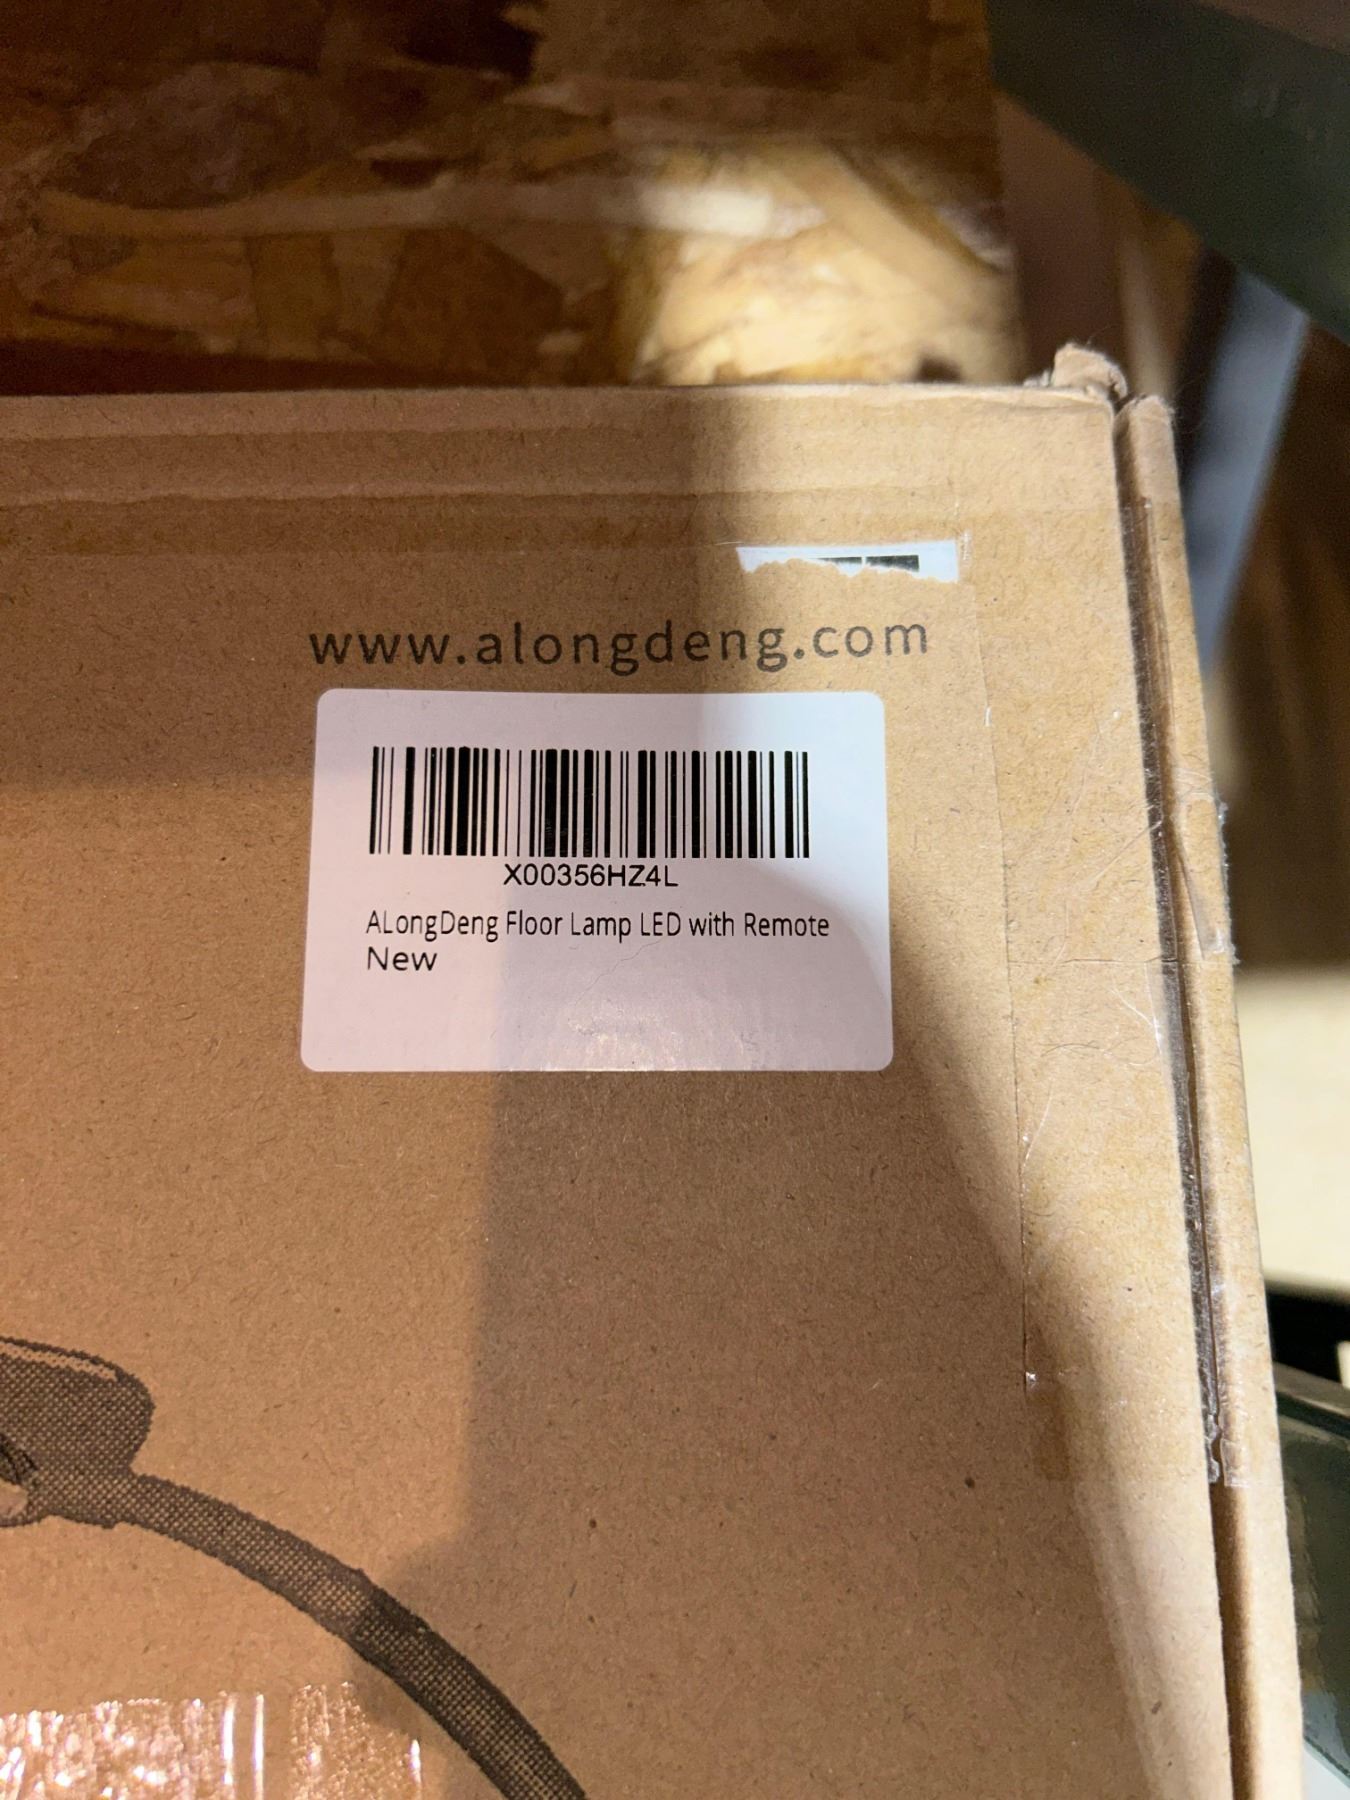 www.alongdeng.com
X00356HZ4L
ALongDeng Floor Lamp LED with Remote
New